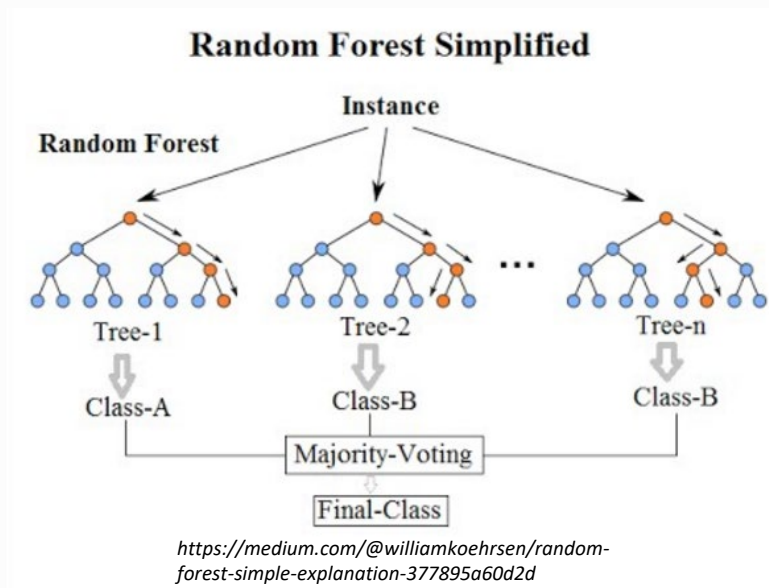 Random Forest Simplified
Instance
Random Forest
...
Tree-1 Tree-2 Tree-n
Class-A Class-B Class-B
Majority-Voting
Final-Class
https://medium.com/@williamkoehrsen/random-
forest-simple-explanation-377895a60d2d